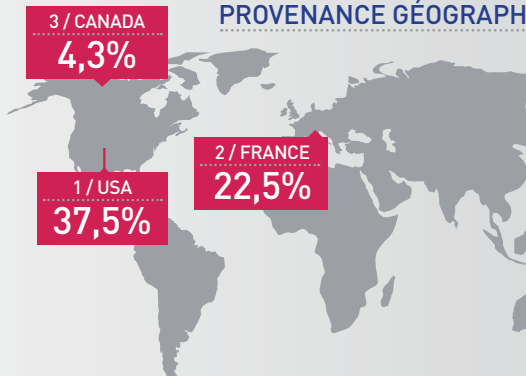 PROVENANCE GÉOGRAPH
3 / CANADA
4,3%
2 / FRANCE
22,5%
1 / USA
37,5%